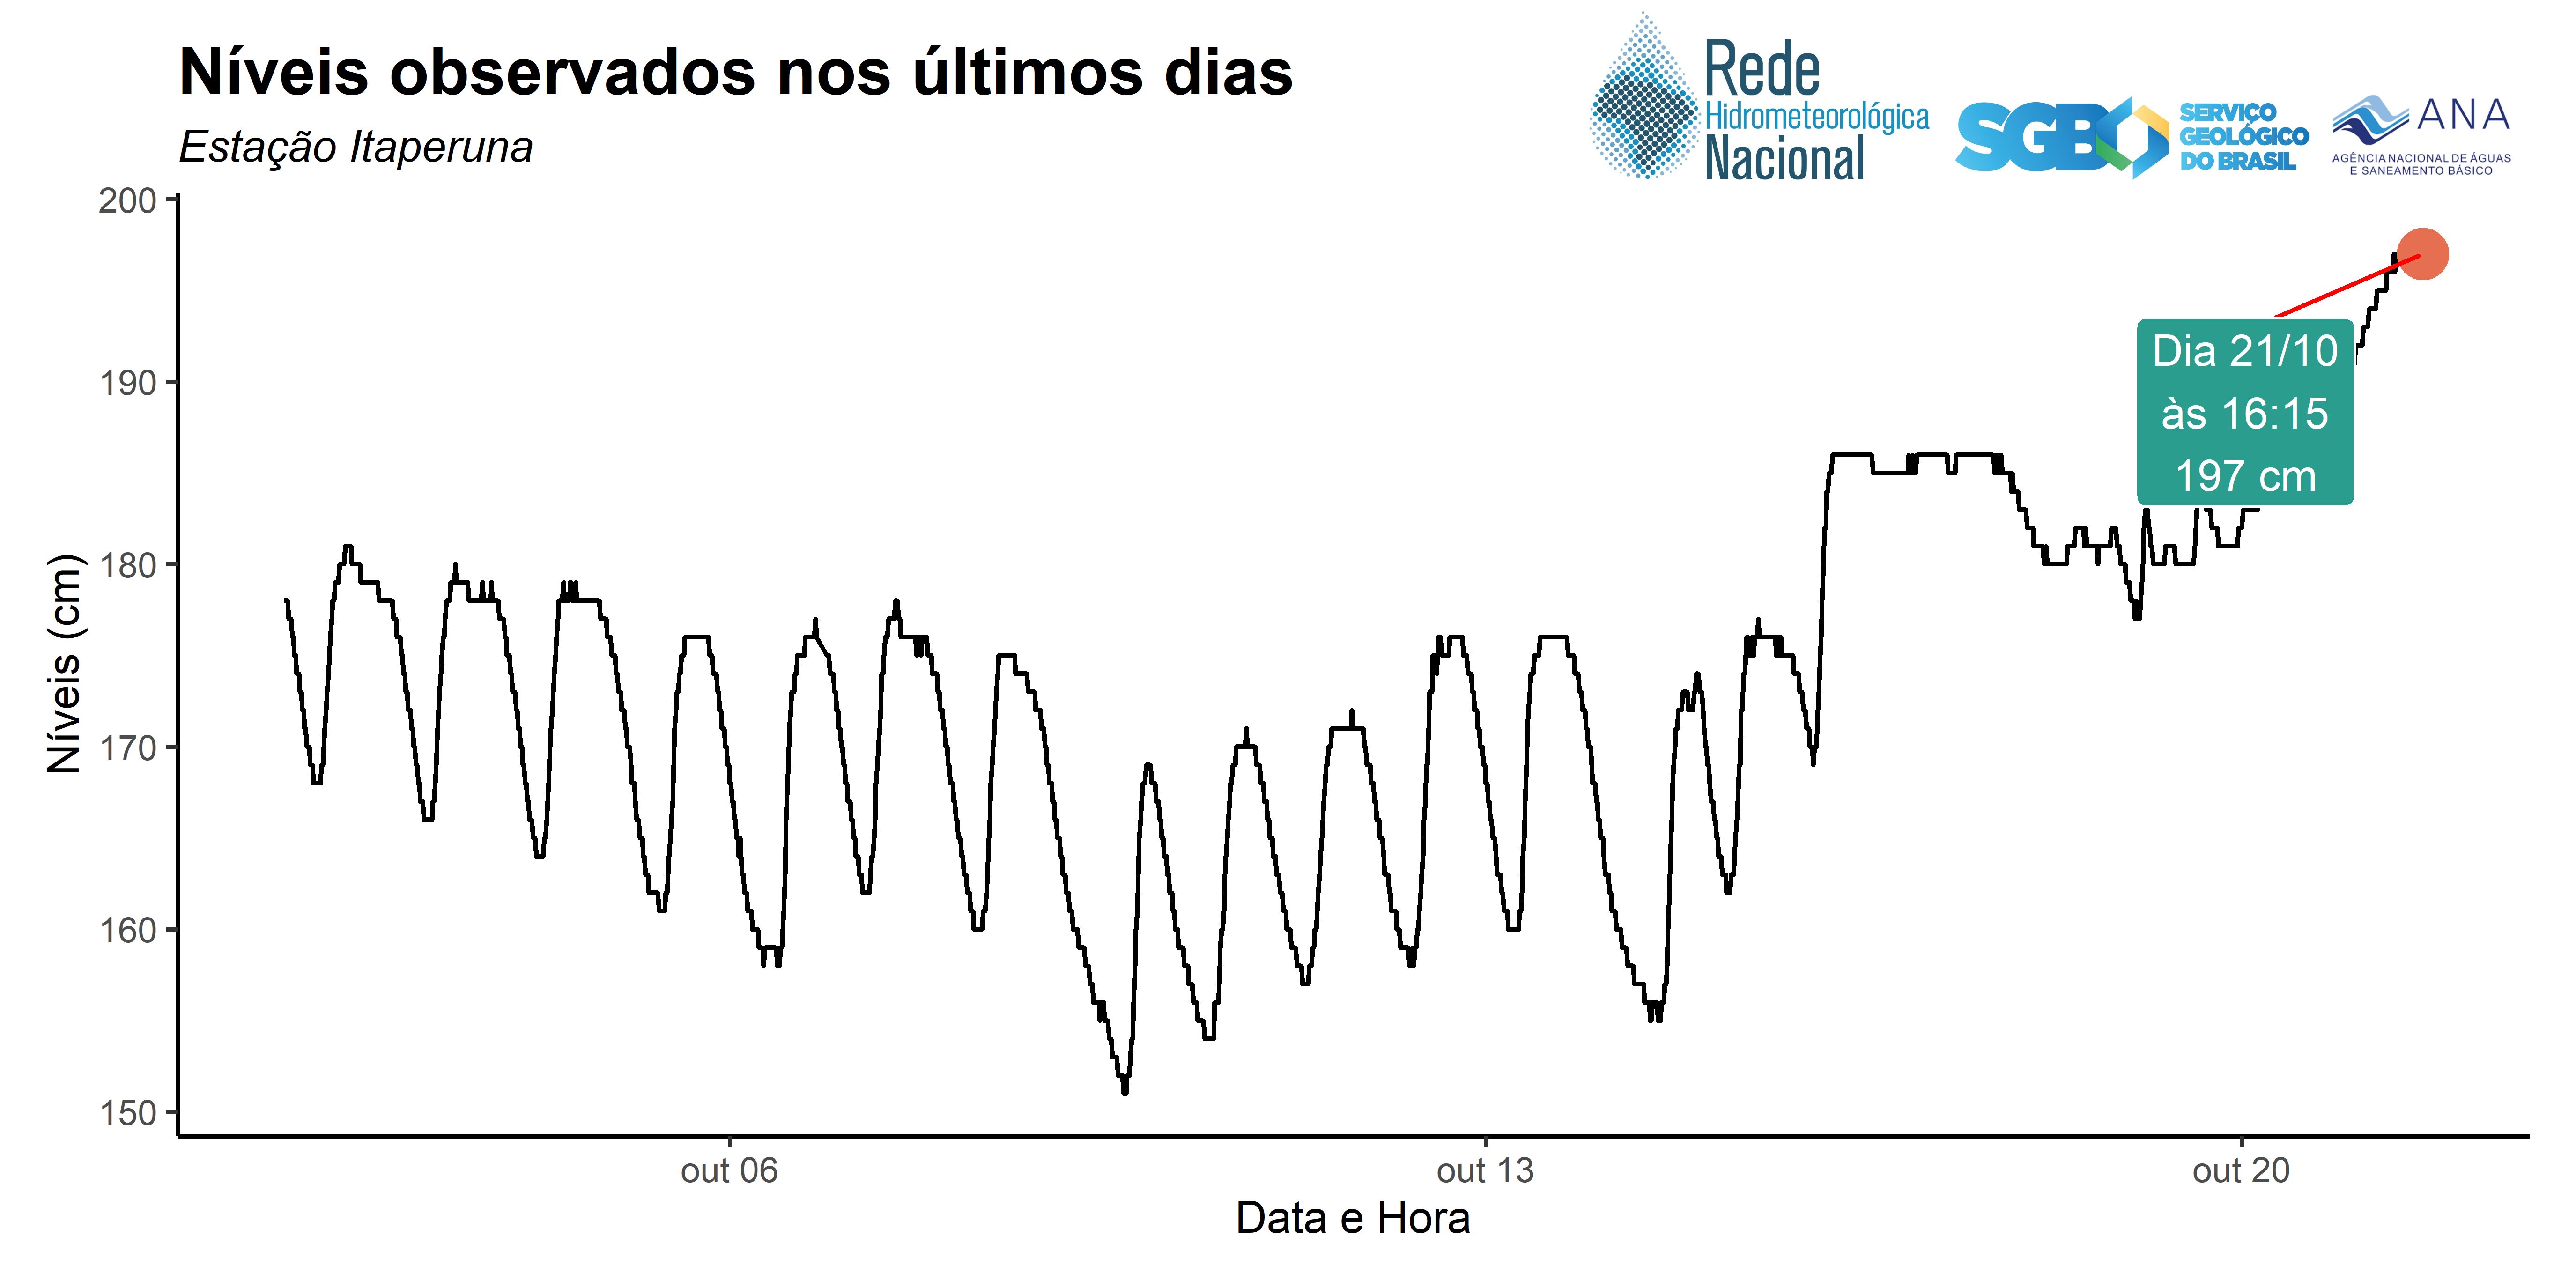 Níveis observados nos últimos dias
Estação Itaperuna
Rede
Hidrometeorológica
Nacional
SGB
SERVIÇO
GEOLÓGICO
DO BRASIL
ANA
AGÊNCIA NACIONAL DE ÁGUAS
E SANEAMENTO BÁSICO
200
190
180
170
160
150
Níveis (cm)
Dia 21/10
às 16:15
197 cm
out 06
out 13
out 20
Data e Hora